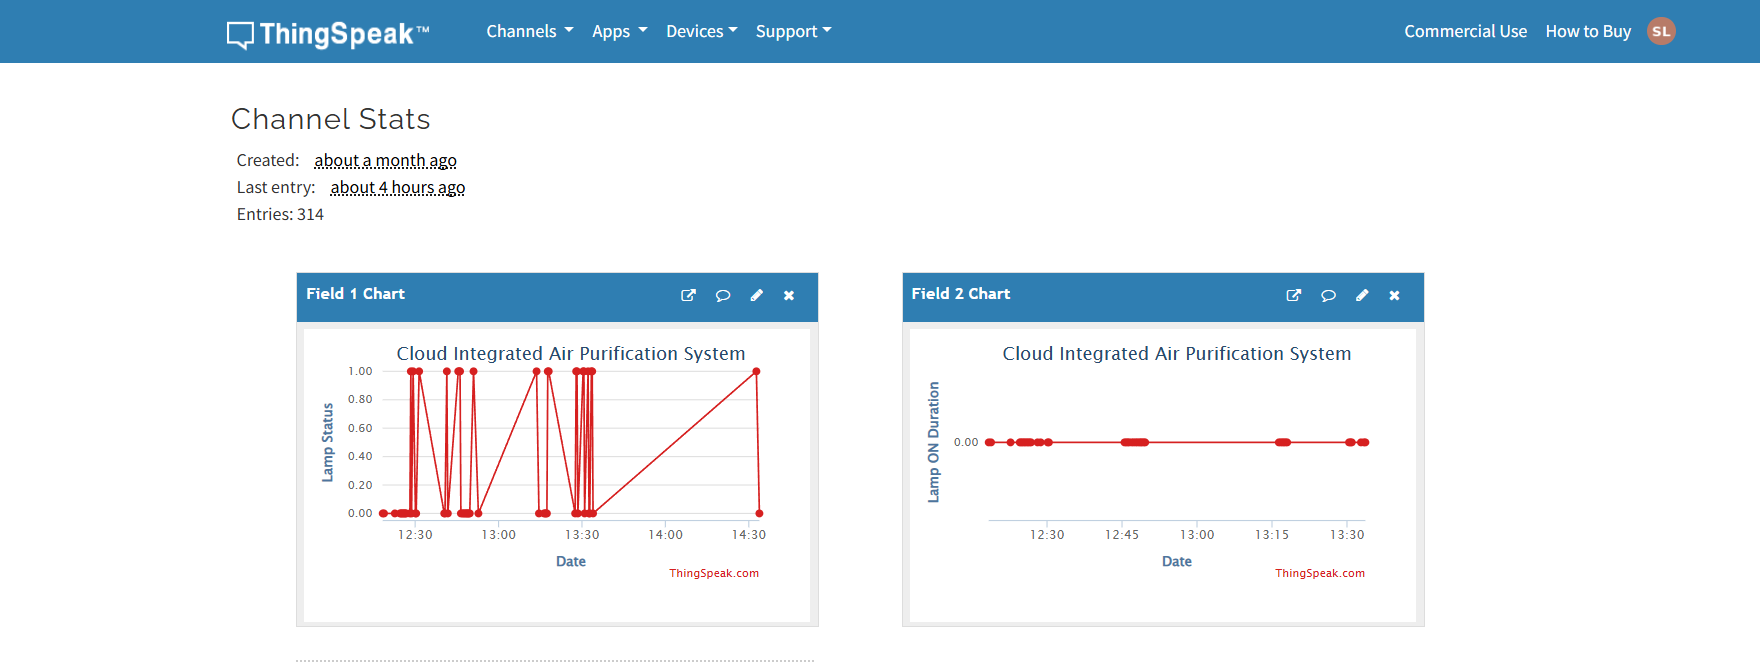 ThingSpeak™ Channels Apps Devices Support Commercial Use How to Buy SL
Channel Stats
Created: about a month ago
Last entry: about 4 hours ago
Entries: 314
Field 1 Chart
Cloud Integrated Air Purification System
Lamp Status
1.00
0.80
0.60
0.40
0.20
0.00
12:30 13:00 13:30 14:00 14:30
Date
ThingSpeak.com
Field 2 Chart
Cloud Integrated Air Purification System
Lamp ON Duration
0.00
12:30 12:45 13:00 13:15 13:30
Date
ThingSpeak.com